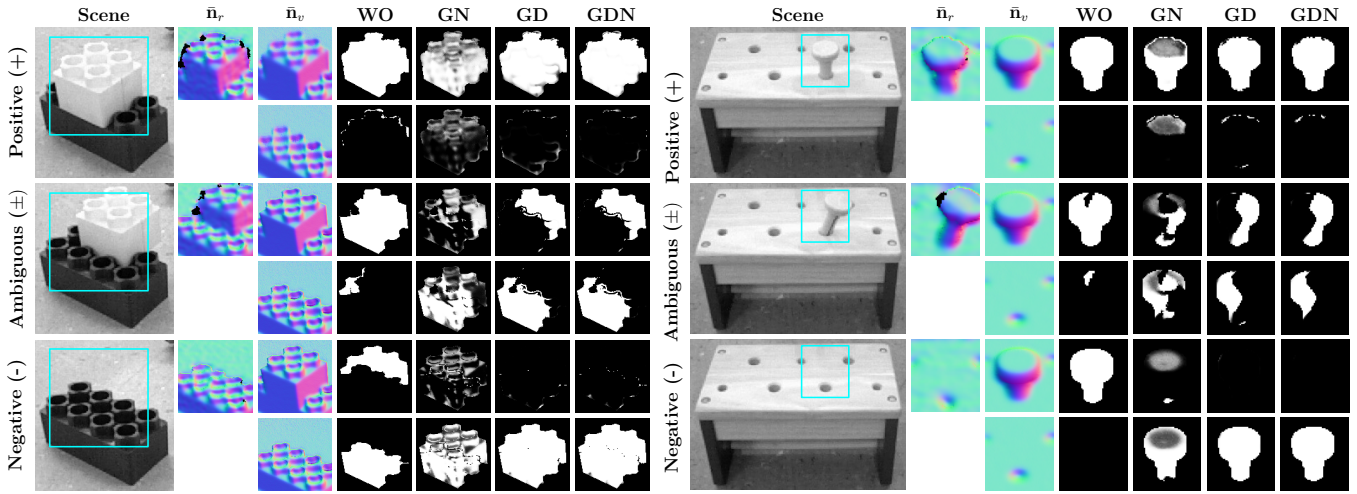 Scene n̄ᵣ n̄ᵥ WO GN GD GDN Scene n̄ᵣ n̄ᵥ WO GN GD GDN
Positive (+)
Ambiguous (±)
Negative (-)
Positive (+)
Ambiguous (±)
Negative (-)